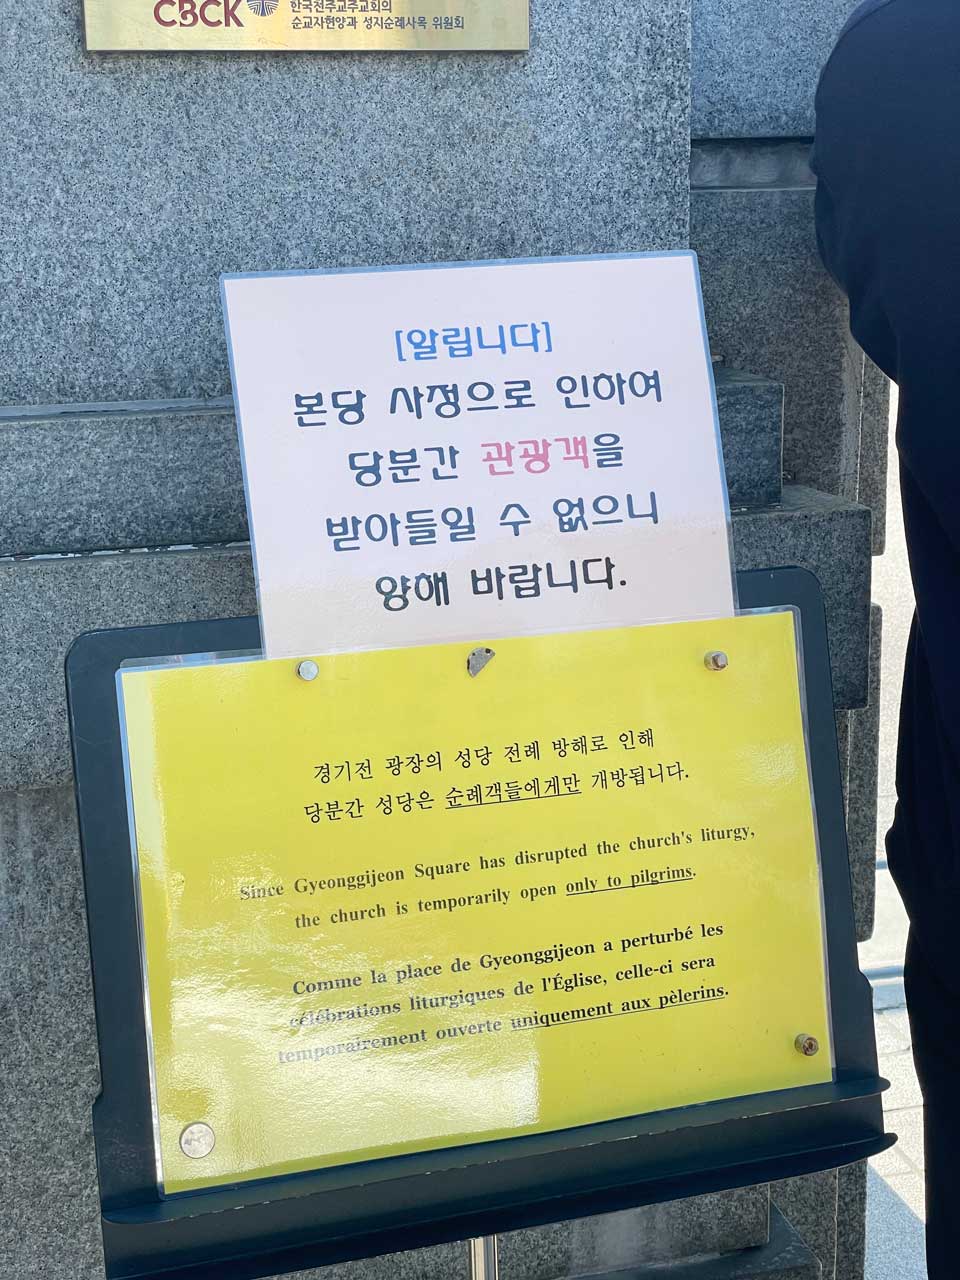 CBCK
한국천주교주교회의
순교자현양과 성지순례사목 위원회
[알립니다]
본당 사정으로 인하여
당분간 관광객을
받아들일 수 없으니
양해 바랍니다.
경기전 광장의 성당 전례 방해로 인해
당분간 성당은 순례객들에게만 개방됩니다.
Since Gyeonggijeon Square has disrupted the church's liturgy,
the church is temporarily open only to pilgrims.
Comme la place de Gyeonggijeon a perturbé les
célébrations liturgiques de l'Église, celle-ci sera
temporairement ouverte uniquement aux pèlerins.